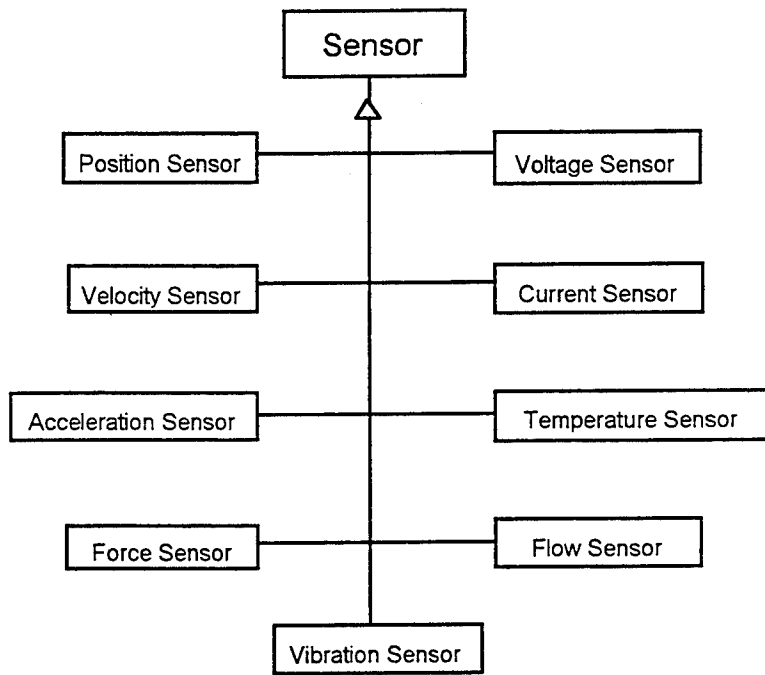 Sensor
Position Sensor
Voltage Sensor
Velocity Sensor
Current Sensor
Acceleration Sensor
Temperature Sensor
Force Sensor
Flow Sensor
Vibration Sensor